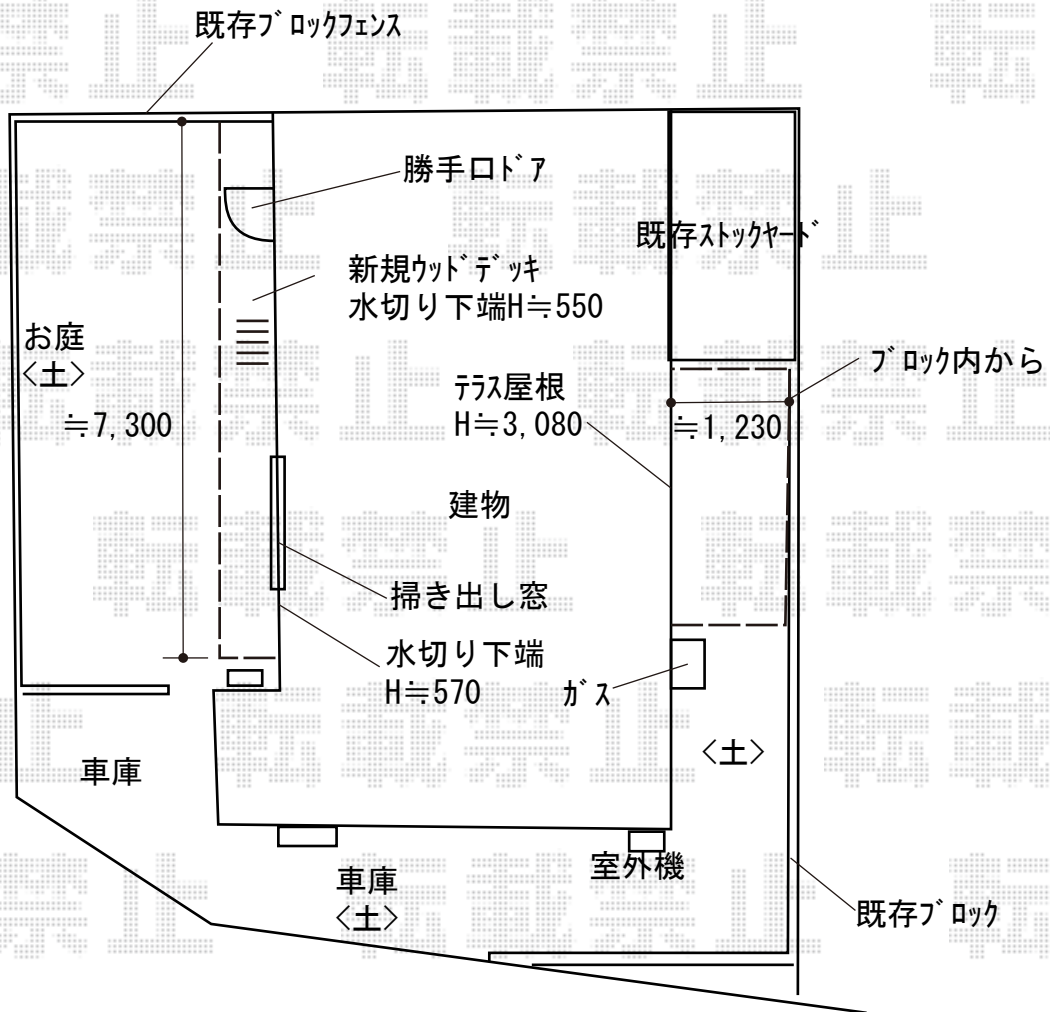 既存ブロックフェンス
勝手口ドア
既存ストックヤード
新規ウッドデッキ
水切り下端H≒550
お庭
<土>
≒7,300
テラス屋根
H≒3,080
ブロック内から
≒1,230
建物
掃き出し窓
水切り下端
H≒570
ガス
<土>
車庫
室外機
車庫
<土>
既存ブロック
転載禁止